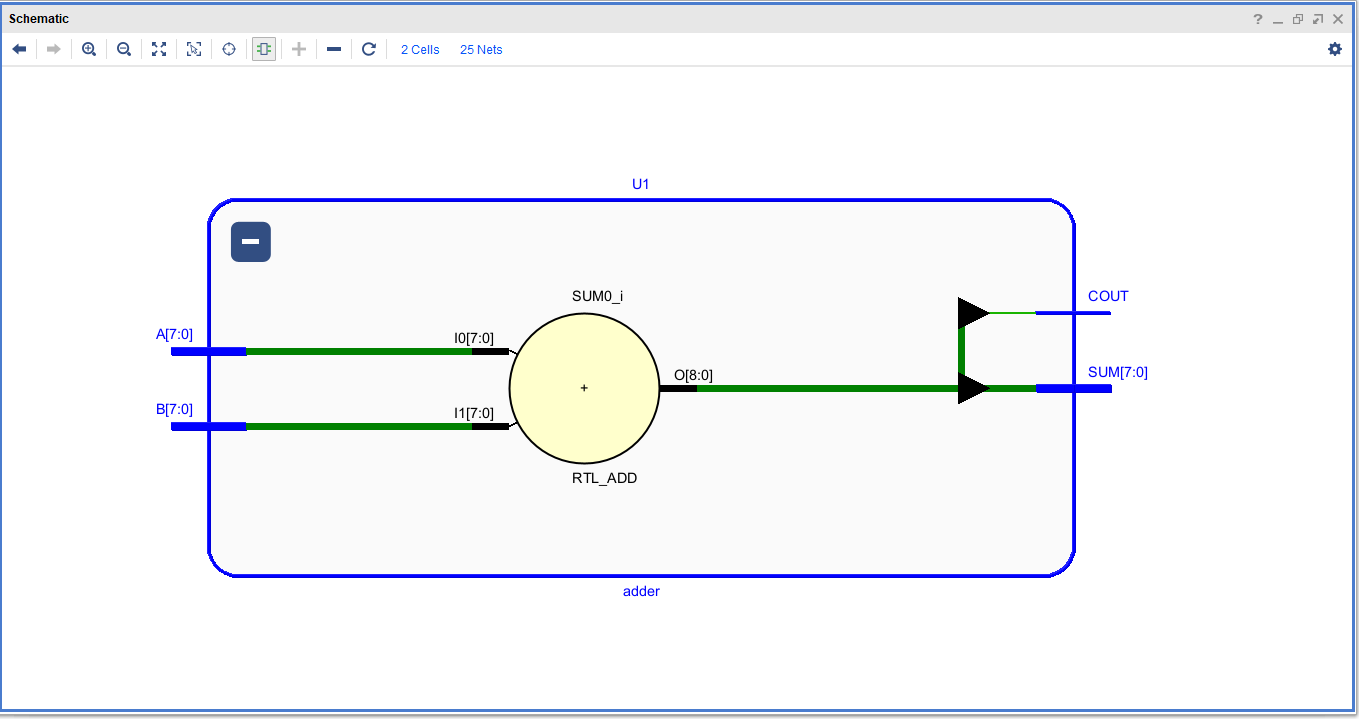 Schematic
2 Cells 25 Nets
U1
SUM0_i
COUT
A[7:0]
I0[7:0]
O[8:0]
SUM[7:0]
B[7:0]
I1[7:0]
+
RTL_ADD
adder